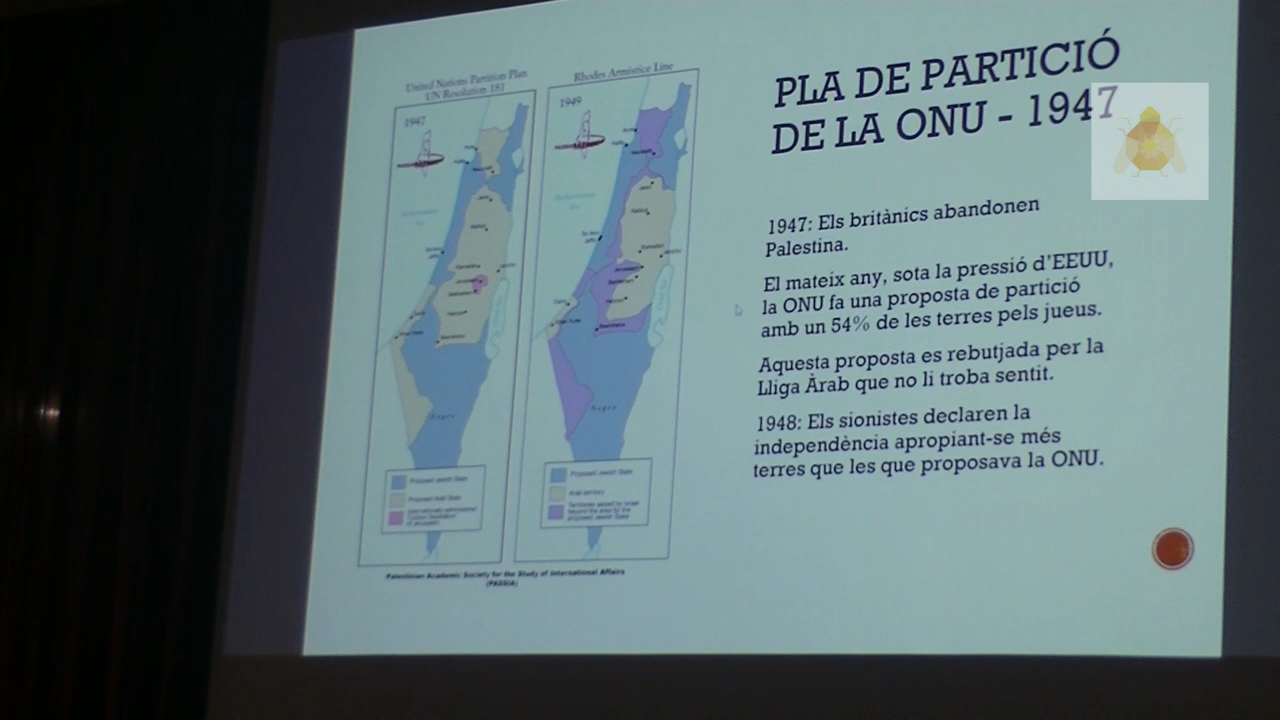 United Nations Partition Plan
UN Resolution 181
1947
Rhodes Armistice Line
1949
Negev
Negev
Proposed Jewish State
Proposed Arab State
Internationally administered
of Jerusalem
Proposed Jewish State
Arab territory
Territories seized by Israel
beyond the area for the
proposed Jewish State
Palestinian Academic Society for the Study of International Affairs
(PASSIA)
PLA DE PARTICIÓ
DE LA ONU - 1947
1947: Els britànics abandonen
Palestina.
El mateix any, sota la pressió d'EEUU,
la ONU fa una proposta de partició
amb un 54% de les terres pels jueus.
Aquesta proposta es rebutjada per la
Lliga Àrab que no li troba sentit.
1948: Els sionistes declaren la
independència apropiant-se més
terres que les que proposava la ONU.